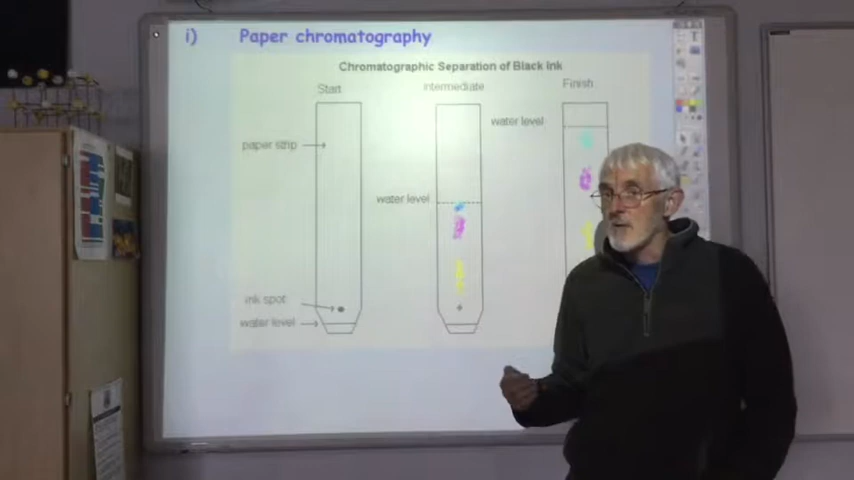 i) Paper chromatography
Chromatographic Separation of Black Ink
Start
Intermediate
Finish
water level
paper strip
water level
ink spot
water level